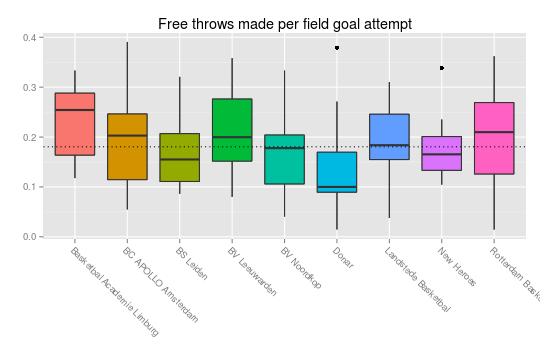 Free throws made per field goal attempt
0.4
0.3
0.2
0.1
0.0
Basketbal Academie Limburg
BC APOLLO Amsterdam
BS Leiden
BV Leeuwarden
BV Noordkop
Donar
Landstede Basketbal
New Heroes
Rotterdam Bask